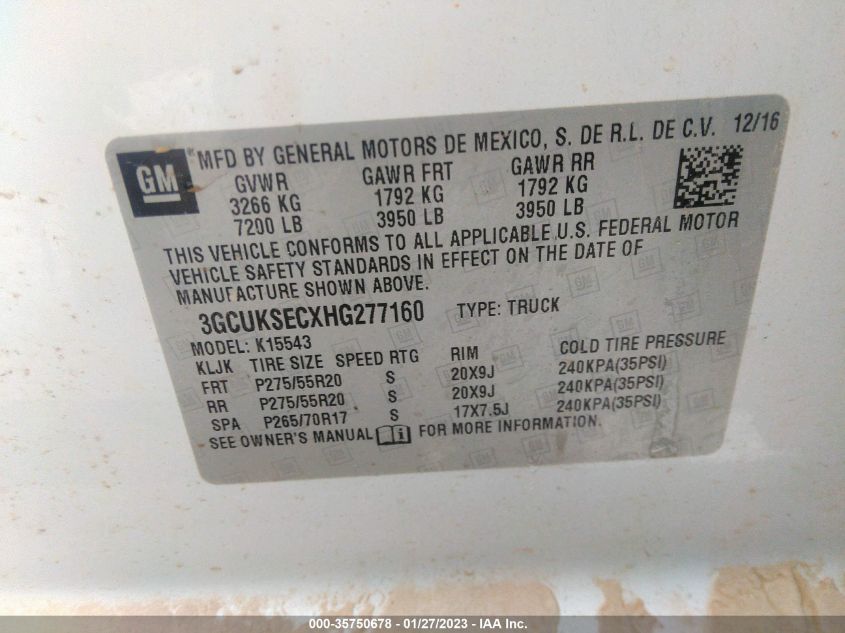 GM
MFD BY GENERAL MOTORS DE MEXICO, S. DE R.L. DE C.V. 12/16
GVWR GAWR FRT GAWR RR
3266 KG 1792 KG 1792 KG
7200 LB 3950 LB 3950 LB
THIS VEHICLE CONFORMS TO ALL APPLICABLE U.S. FEDERAL MOTOR
VEHICLE SAFETY STANDARDS IN EFFECT ON THE DATE OF
MANUFACTURE SHOWN ABOVE.
3GCUKSECXHG277160 TYPE: TRUCK
MODEL: K15543
KLJK TIRE SIZE SPEED RTG RIM COLD TIRE PRESSURE
FRT P275/55R20 S 20X9J 240KPA(35PSI)
RR P275/55R20 S 20X9J 240KPA(35PSI)
SPA P265/70R17 S 17X7.5J 240KPA(35PSI)
SEE OWNER'S MANUAL FOR MORE INFORMATION.
000-35750678 - 01/27/2023 - IAA Inc.